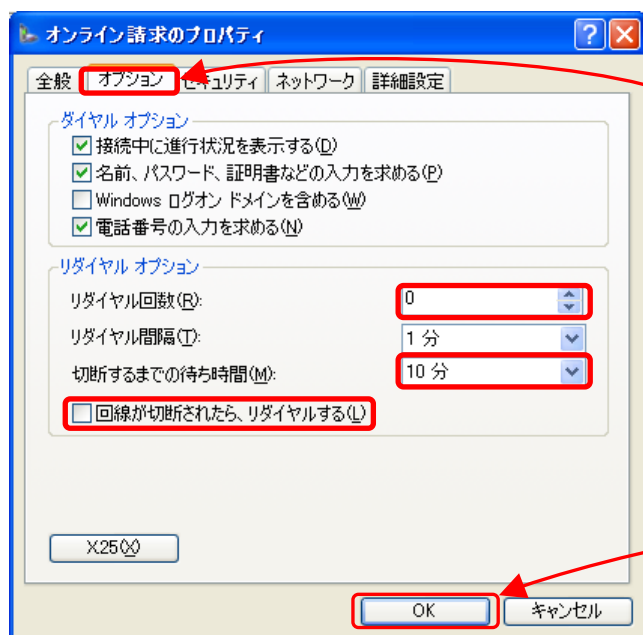 オンライン請求のプロパティ
全般 オプション セキュリティ ネットワーク 詳細設定
ダイヤル オプション
接続中に進行状況を表示する(D)
名前、パスワード、証明書などの入力を求める(P)
Windows ログオン ドメインを含める(W)
電話番号の入力を求める(N)
リダイヤル オプション
リダイヤル回数(R): 0
リダイヤル間隔(T): 1 分
切断するまでの待ち時間(M): 10 分
回線が切断されたら、リダイヤルする(L)
X.25(X)
OK キャンセル